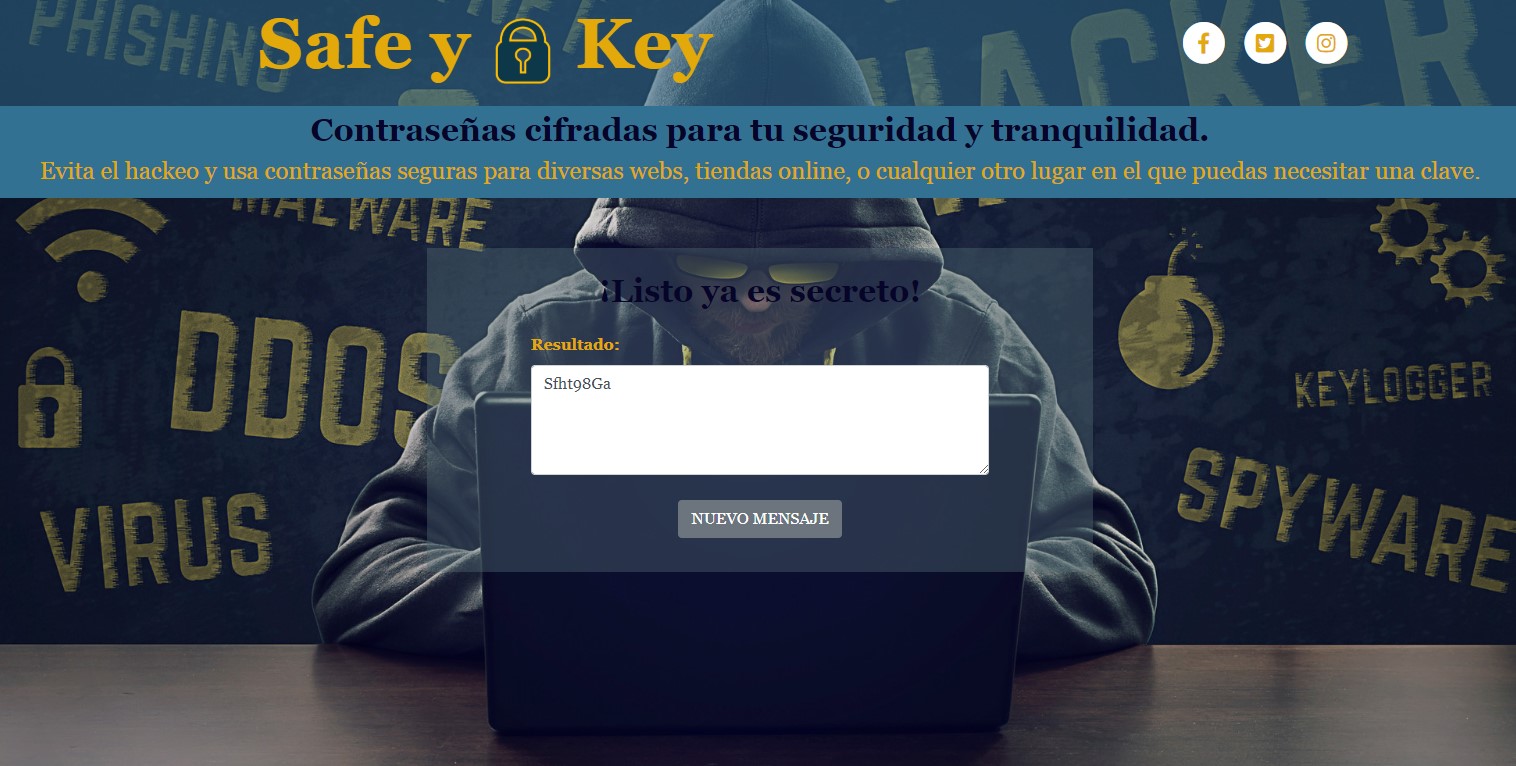 Safe y Key
Contraseñas cifradas para tu seguridad y tranquilidad.
Evita el hackeo y usa contraseñas seguras para diversas webs, tiendas online, o cualquier otro lugar en el que puedas necesitar una clave.
PHISHING
HACKER
MALWARE
¡Listo ya es secreto!
Resultado:
Sfht98Ga
NUEVO MENSAJE
DDOS
KEYLOGGER
VIRUS
SPYWARE